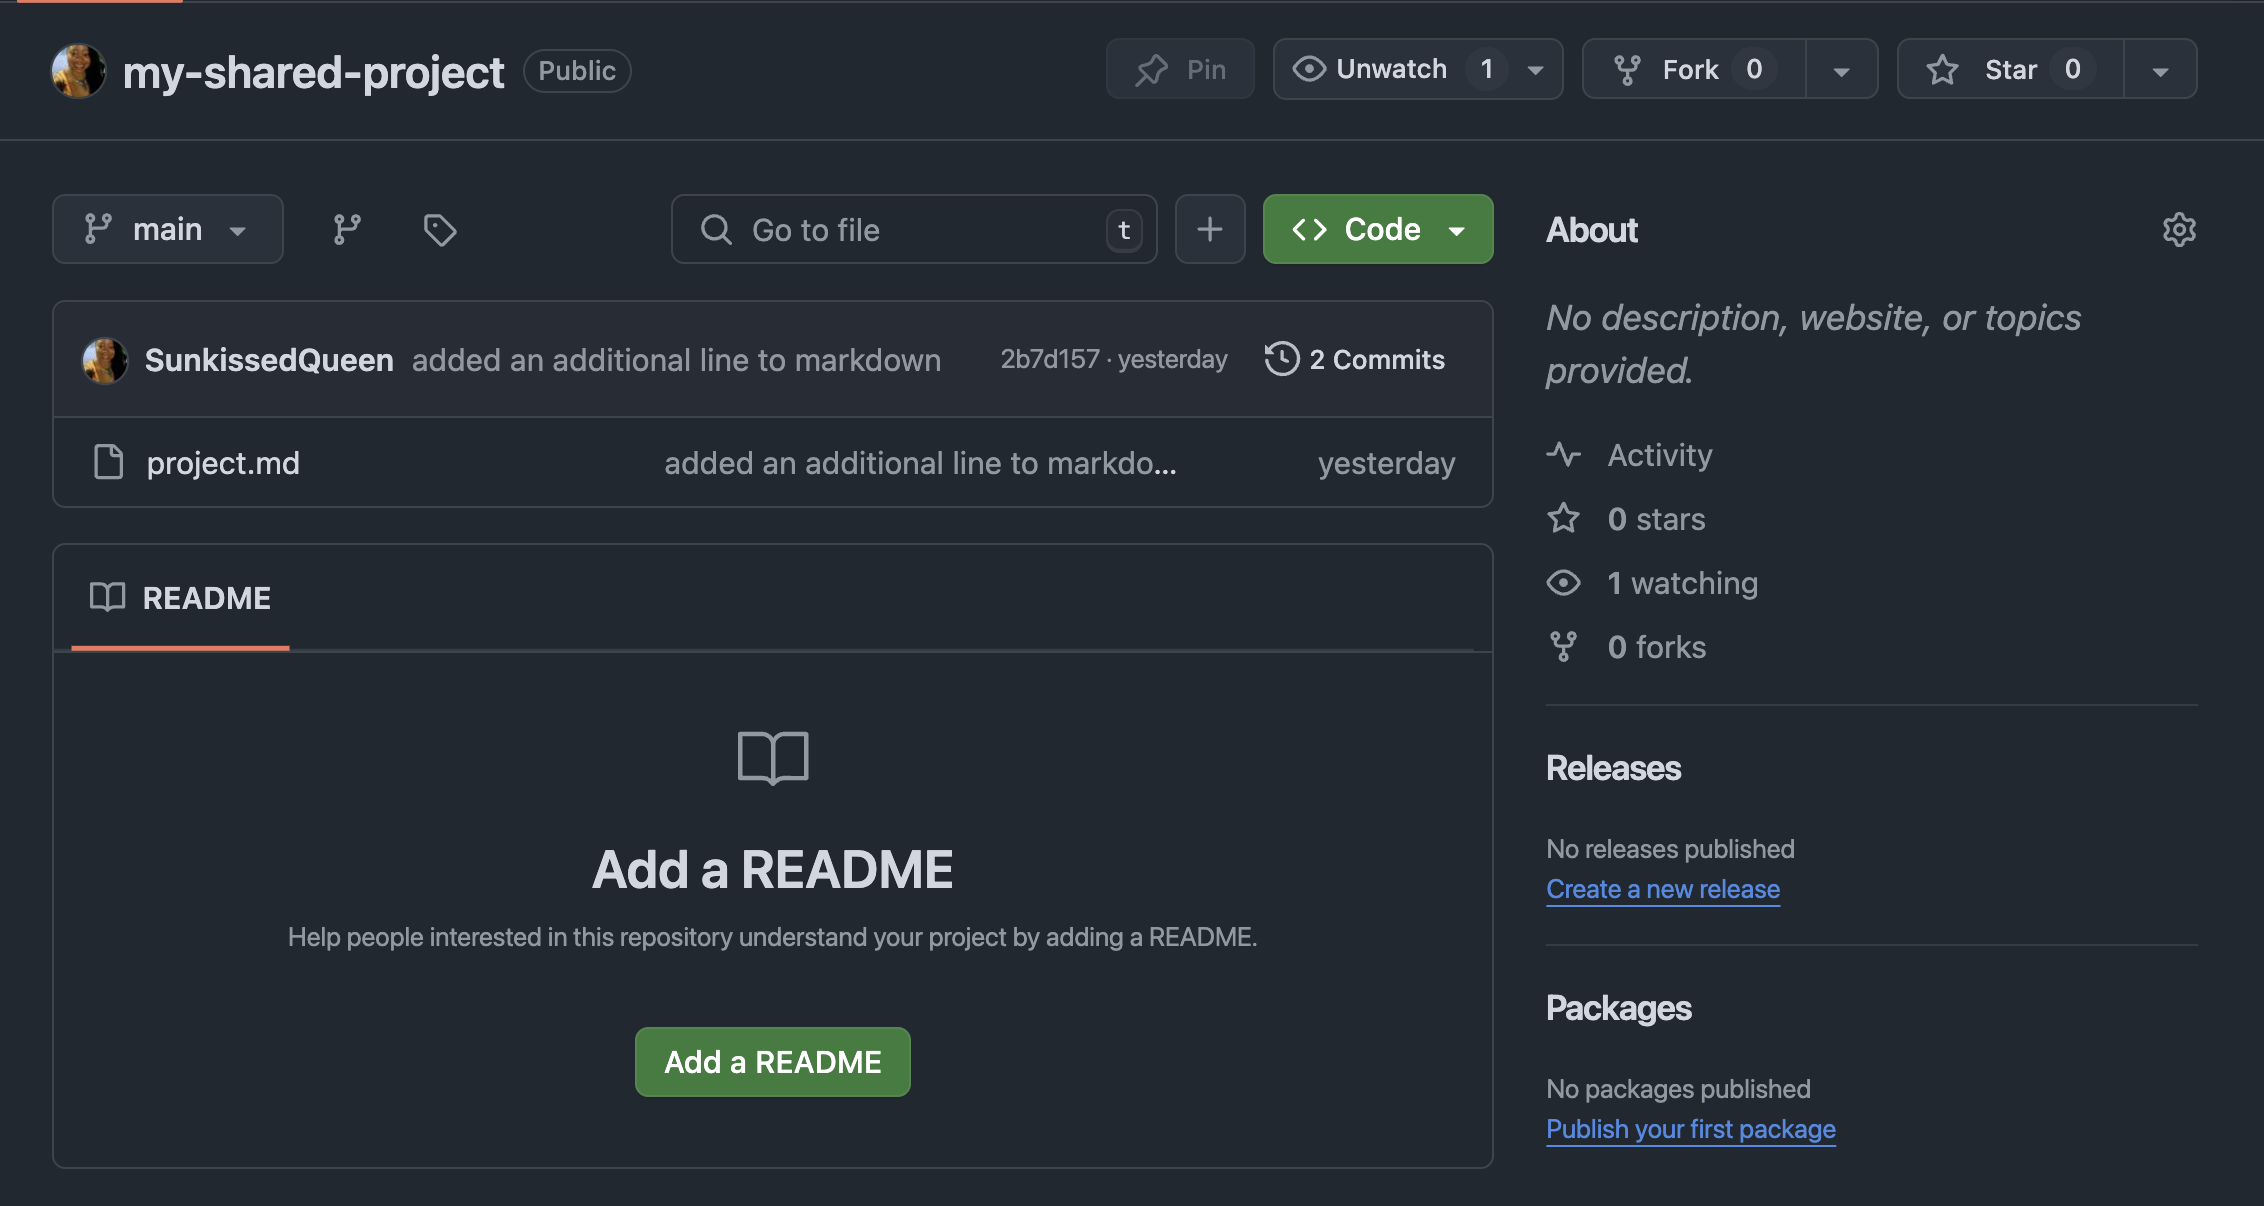 my-shared-project Public Pin Unwatch 1 Fork 0 Star 0
main Go to file t Code
SunkissedQueen added an additional line to markdown 2b7d157 · yesterday 2 Commits
project.md added an additional line to markdo... yesterday
README
Add a README
Help people interested in this repository understand your project by adding a README.
Add a README
About
No description, website, or topics
provided.
Activity
0 stars
1 watching
0 forks
Releases
No releases published
Create a new release
Packages
No packages published
Publish your first package